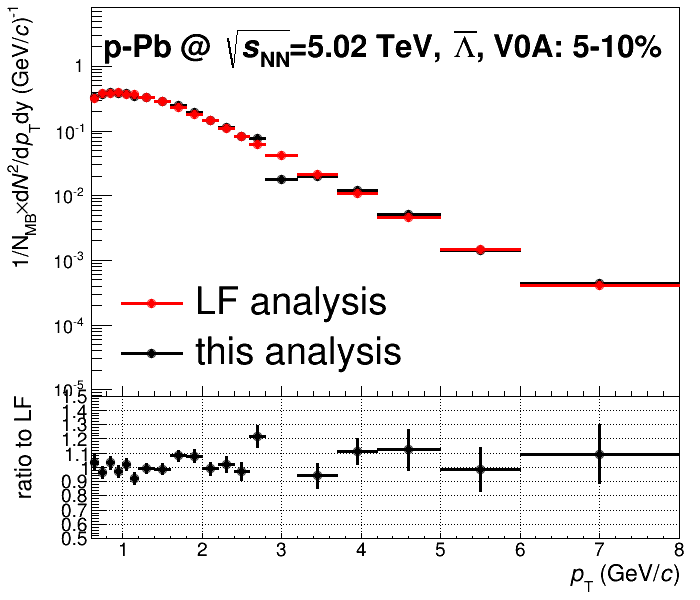 p-Pb @ √sNN=5.02 TeV, Λ̅, V0A: 5-10%
1/NMB×dN²/dpTdy (GeV/c)⁻¹
1
10⁻¹
10⁻²
10⁻³
10⁻⁴
10⁻⁵
LF analysis
this analysis
ratio to LF
1.5
1.4
1.3
1.2
1.1
1
0.9
0.8
0.7
0.6
0.5
1 2 3 4 5 6 7 8
pT (GeV/c)